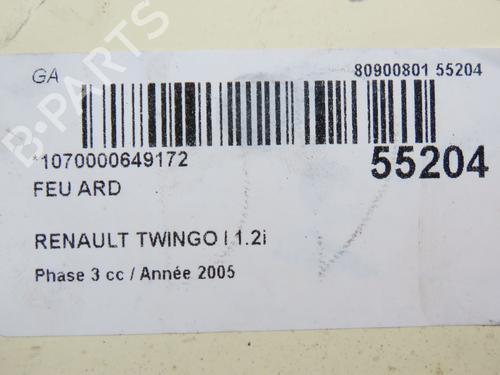 B-PARTS
GA
80900801 55204
*1070000649172
55204
FEU ARD
RENAULT TWINGO I 1.2i
Phase 3 cc / Année 2005